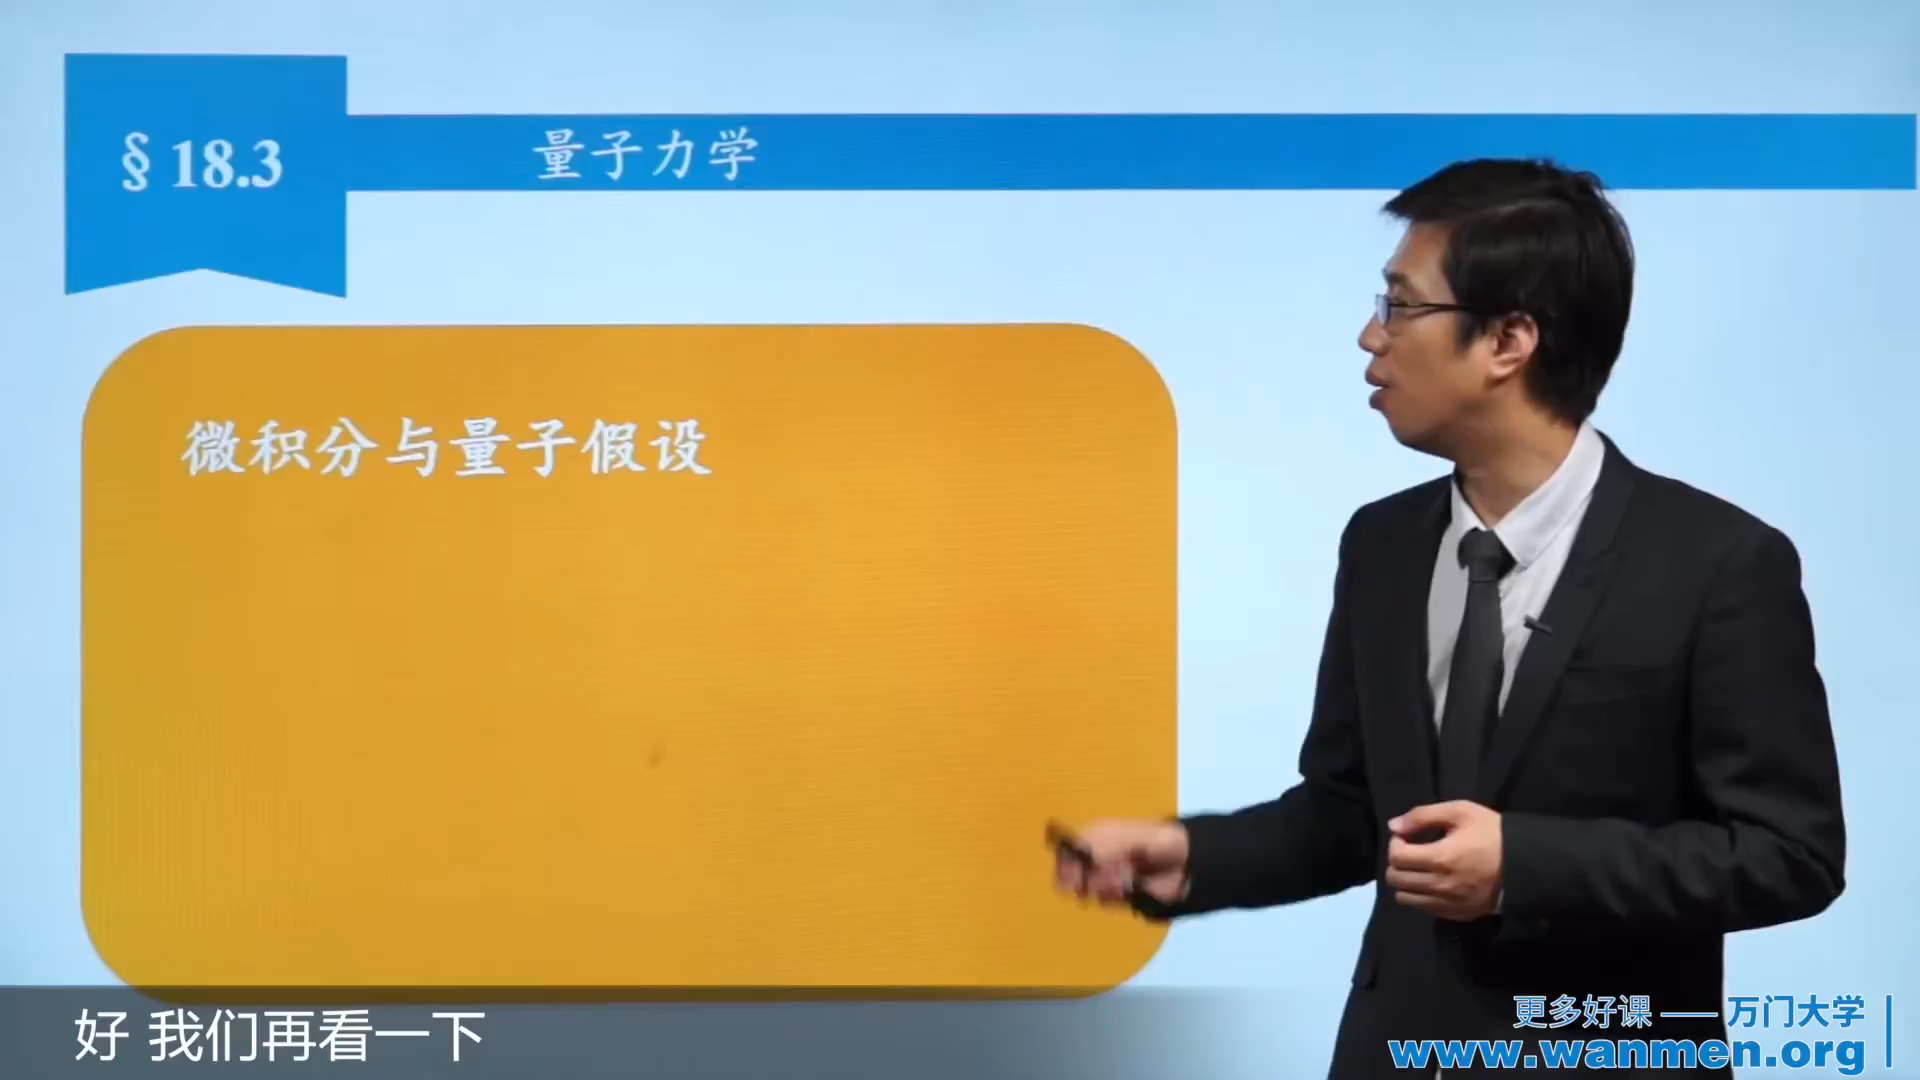 § 18.3
量子力学
微积分与量子假设
好 我们再看一下
更多好课 —— 万门大学
www.wanmen.org